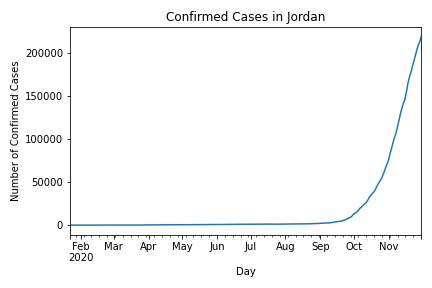 Confirmed Cases in Jordan
Number of Confirmed Cases
200000
150000
100000
50000
0
Feb Mar Apr May Jun Jul Aug Sep Oct Nov
2020
Day